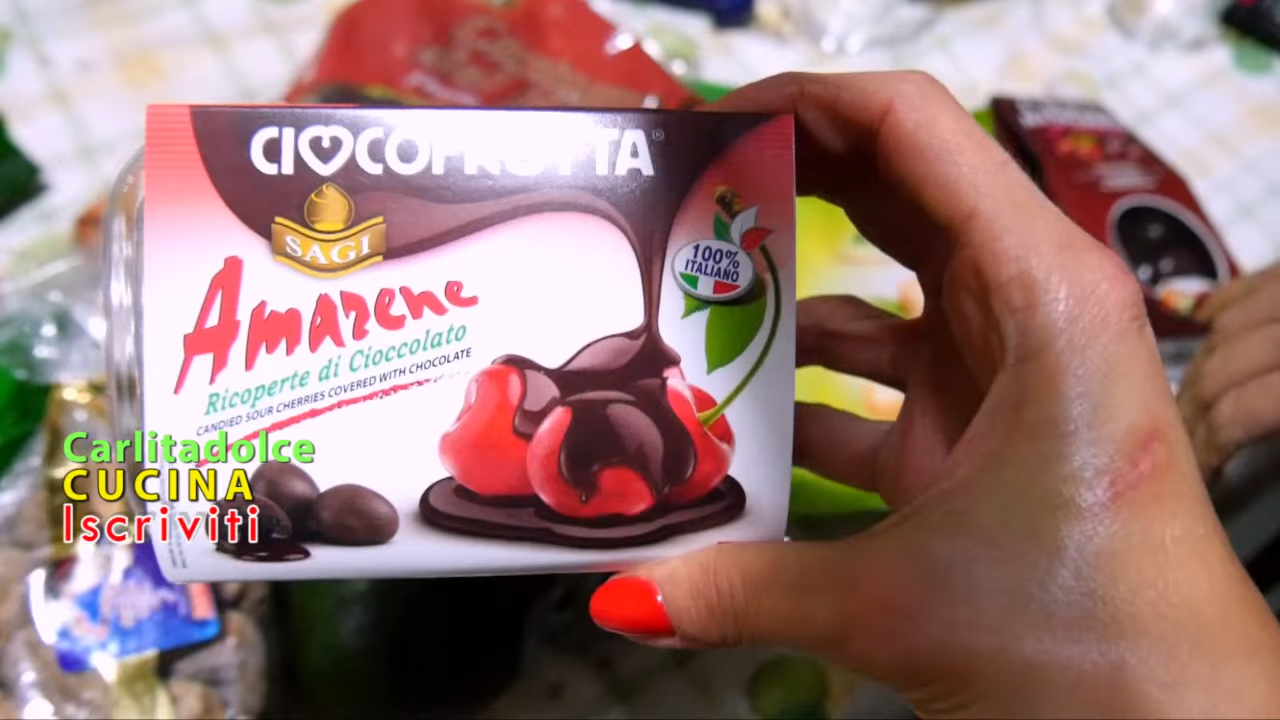 CIOCOFRUTTA®
SAGI
100%
ITALIANO
Amarene
Ricoperte di Cioccolato
CANDIED SOUR CHERRIES COVERED WITH CHOCOLATE
Carlitadolce
CUCINA
Iscriviti